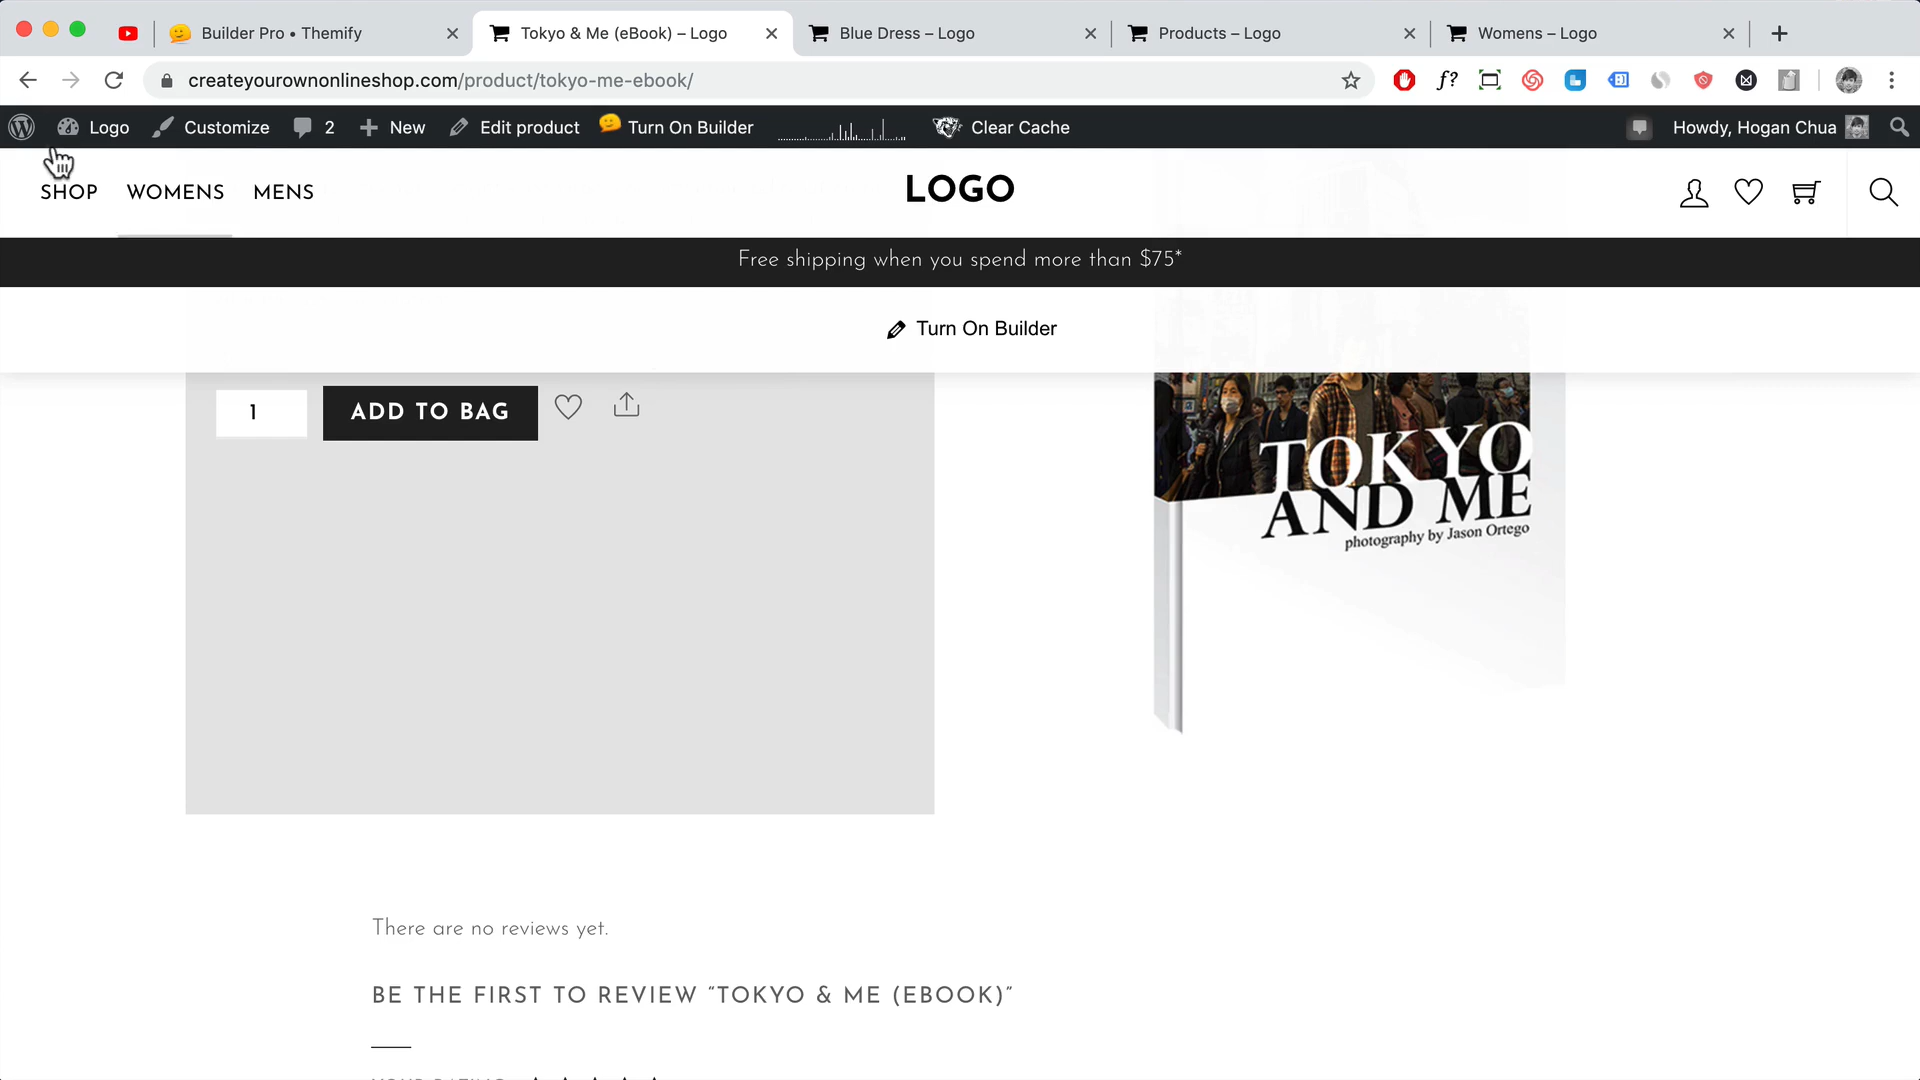 Builder Pro • Themify
Tokyo & Me (eBook) – Logo
Blue Dress – Logo
Products – Logo
Womens – Logo
createyourownonlineshop.com/product/tokyo-me-ebook/
f?
Logo
Customize
2
New
Edit product
Turn On Builder
Clear Cache
Howdy, Hogan Chua
SHOP
WOMENS
MENS
LOGO
Free shipping when you spend more than $75*
Turn On Builder
1
ADD TO BAG
TOKYO
AND ME
photography by Jason Ortego
There are no reviews yet.
BE THE FIRST TO REVIEW “TOKYO & ME (EBOOK)”